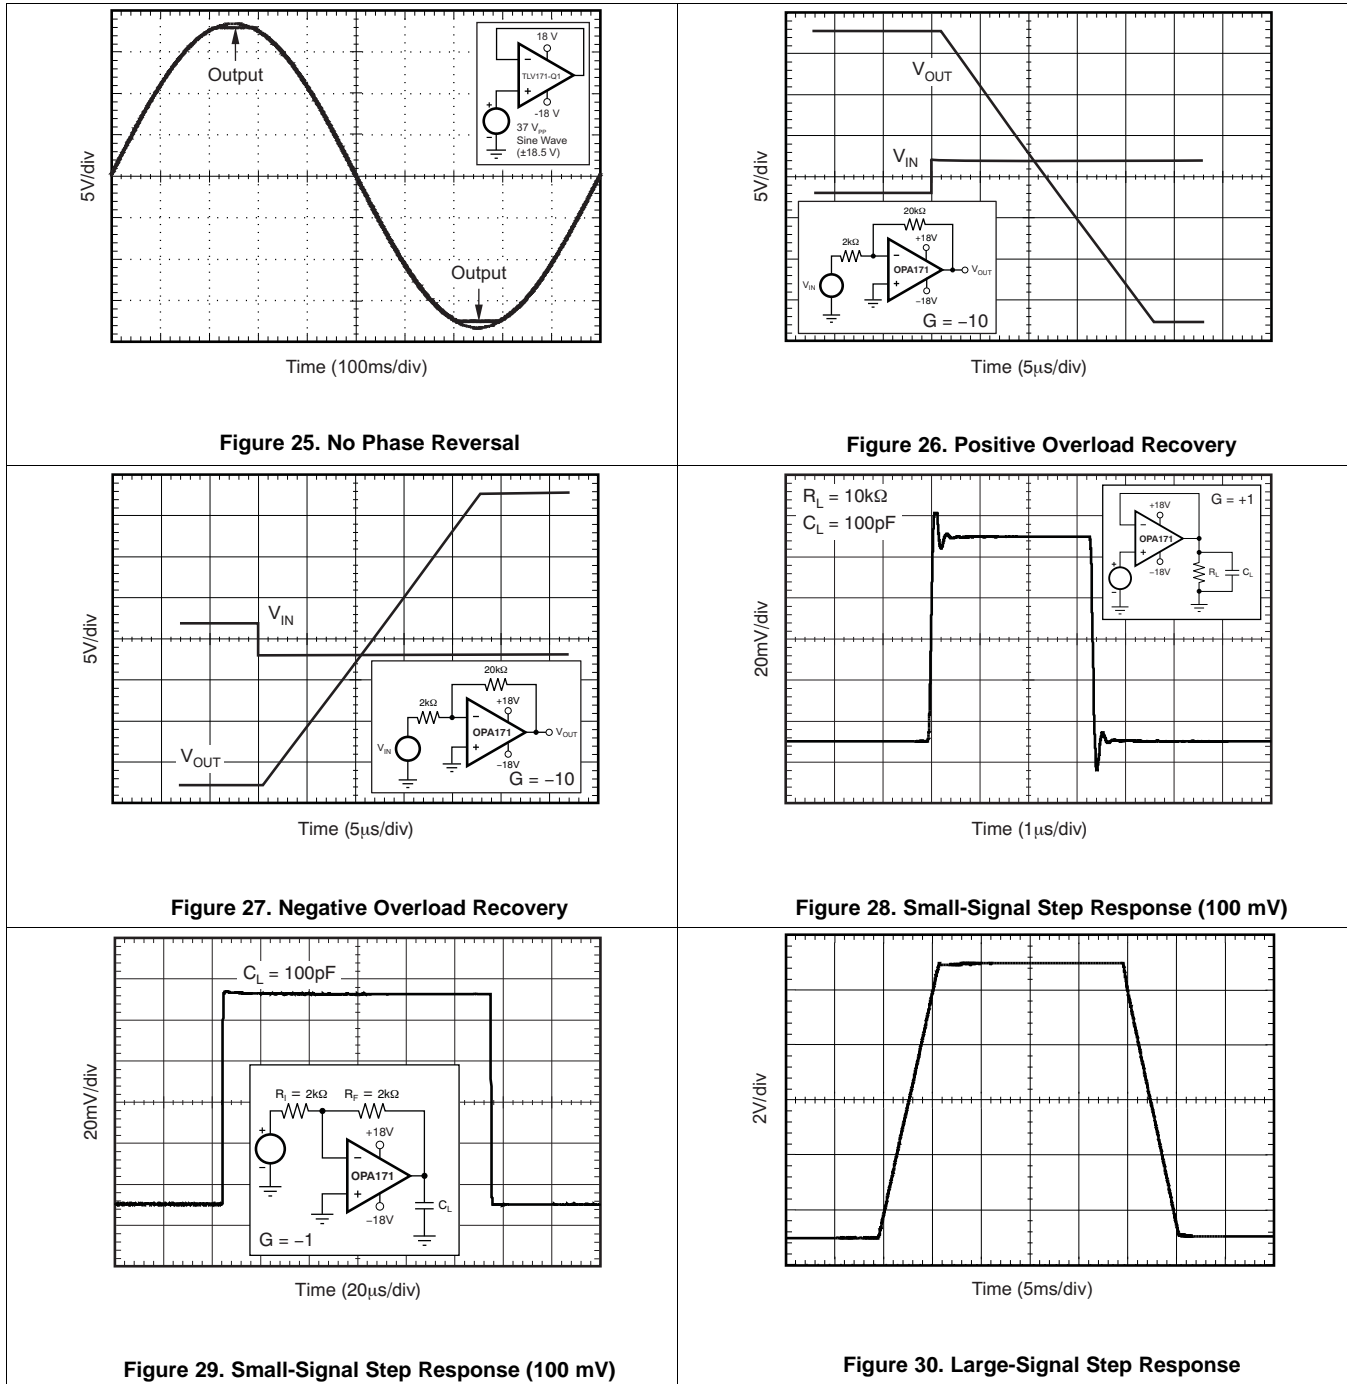 5V/div
Output
Output
18 V
TLV171-Q1
-18 V
37 VPP
Sine Wave
(±18.5 V)
Time (100ms/div)
Figure 25. No Phase Reversal
5V/div
VOUT
VIN
20kΩ
2kΩ
+18V
OPA171
VIN
VOUT
−18V
G = −10
Time (5μs/div)
Figure 26. Positive Overload Recovery
5V/div
VIN
VOUT
20kΩ
2kΩ
+18V
OPA171
VIN
VOUT
−18V
G = −10
Time (5μs/div)
Figure 27. Negative Overload Recovery
20mV/div
RL = 10kΩ
CL = 100pF
G = +1
+18V
OPA171
−18V
RL
CL
Time (1μs/div)
Figure 28. Small-Signal Step Response (100 mV)
20mV/div
CL = 100pF
RI = 2kΩ
RF = 2kΩ
+18V
OPA171
−18V
CL
G = −1
Time (20μs/div)
Figure 29. Small-Signal Step Response (100 mV)
2V/div
Time (5ms/div)
Figure 30. Large-Signal Step Response